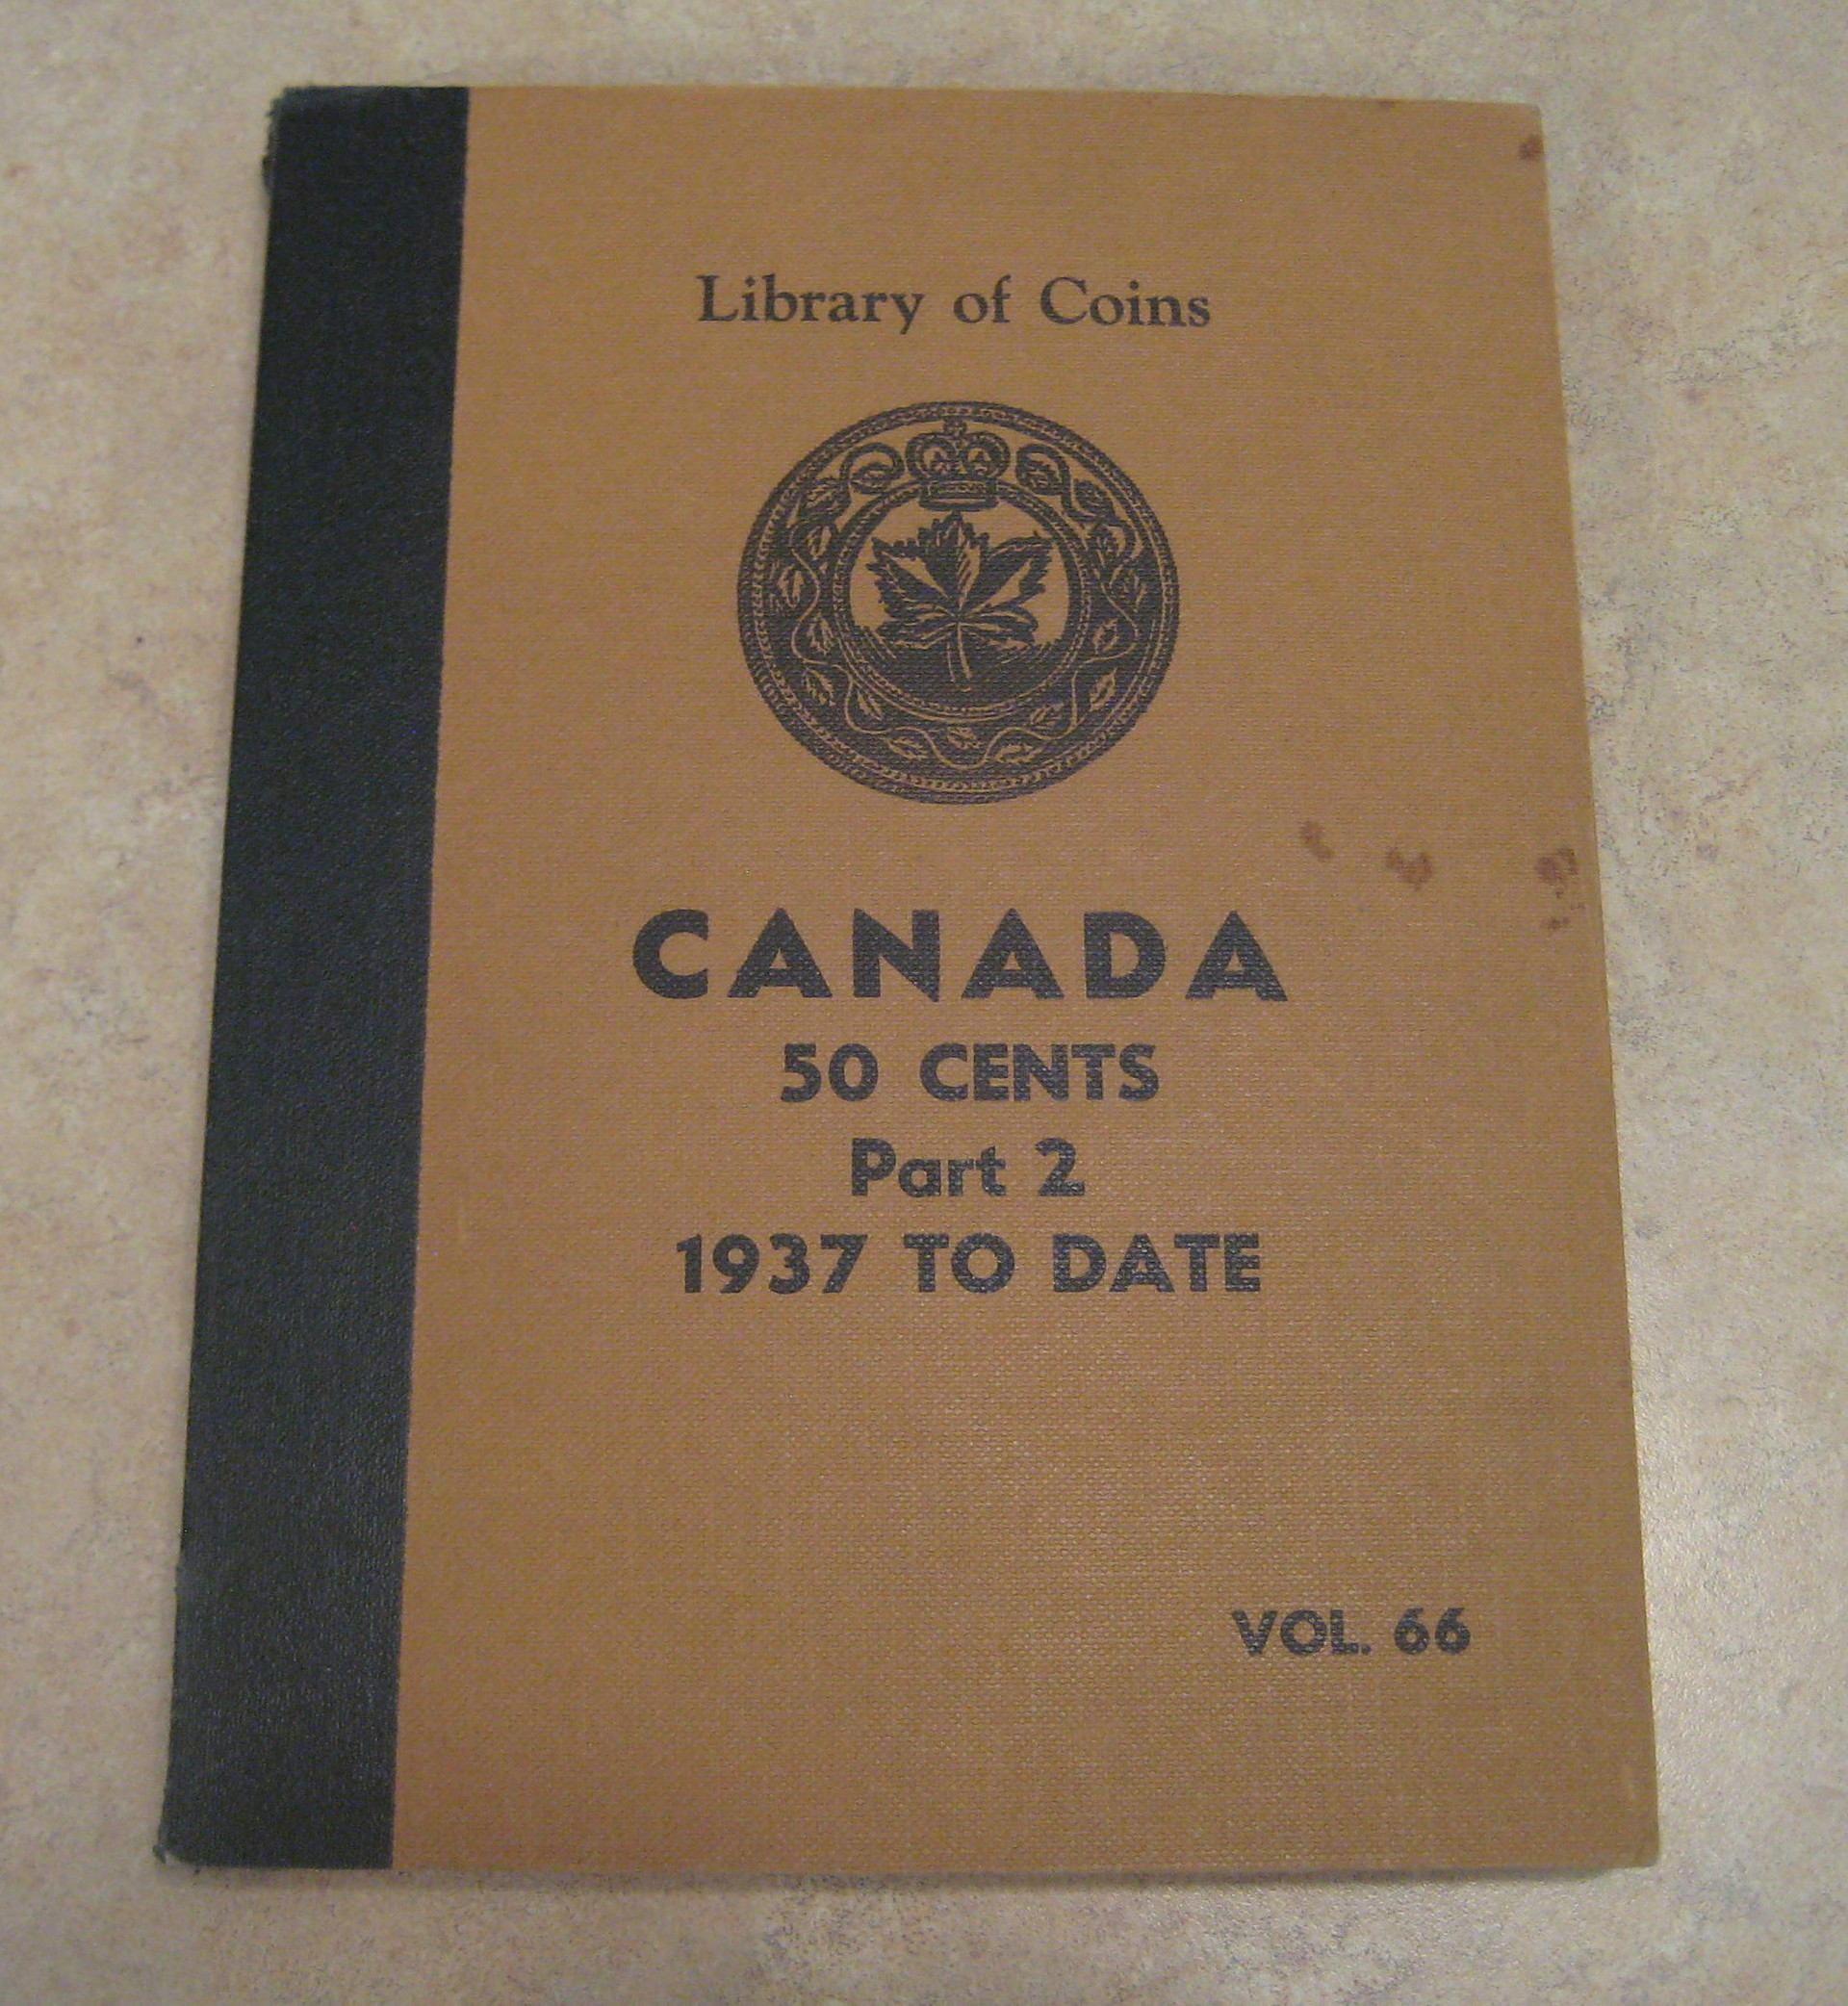 Library of Coins
CANADA
50 CENTS
Part 2
1937 TO DATE
VOL. 66